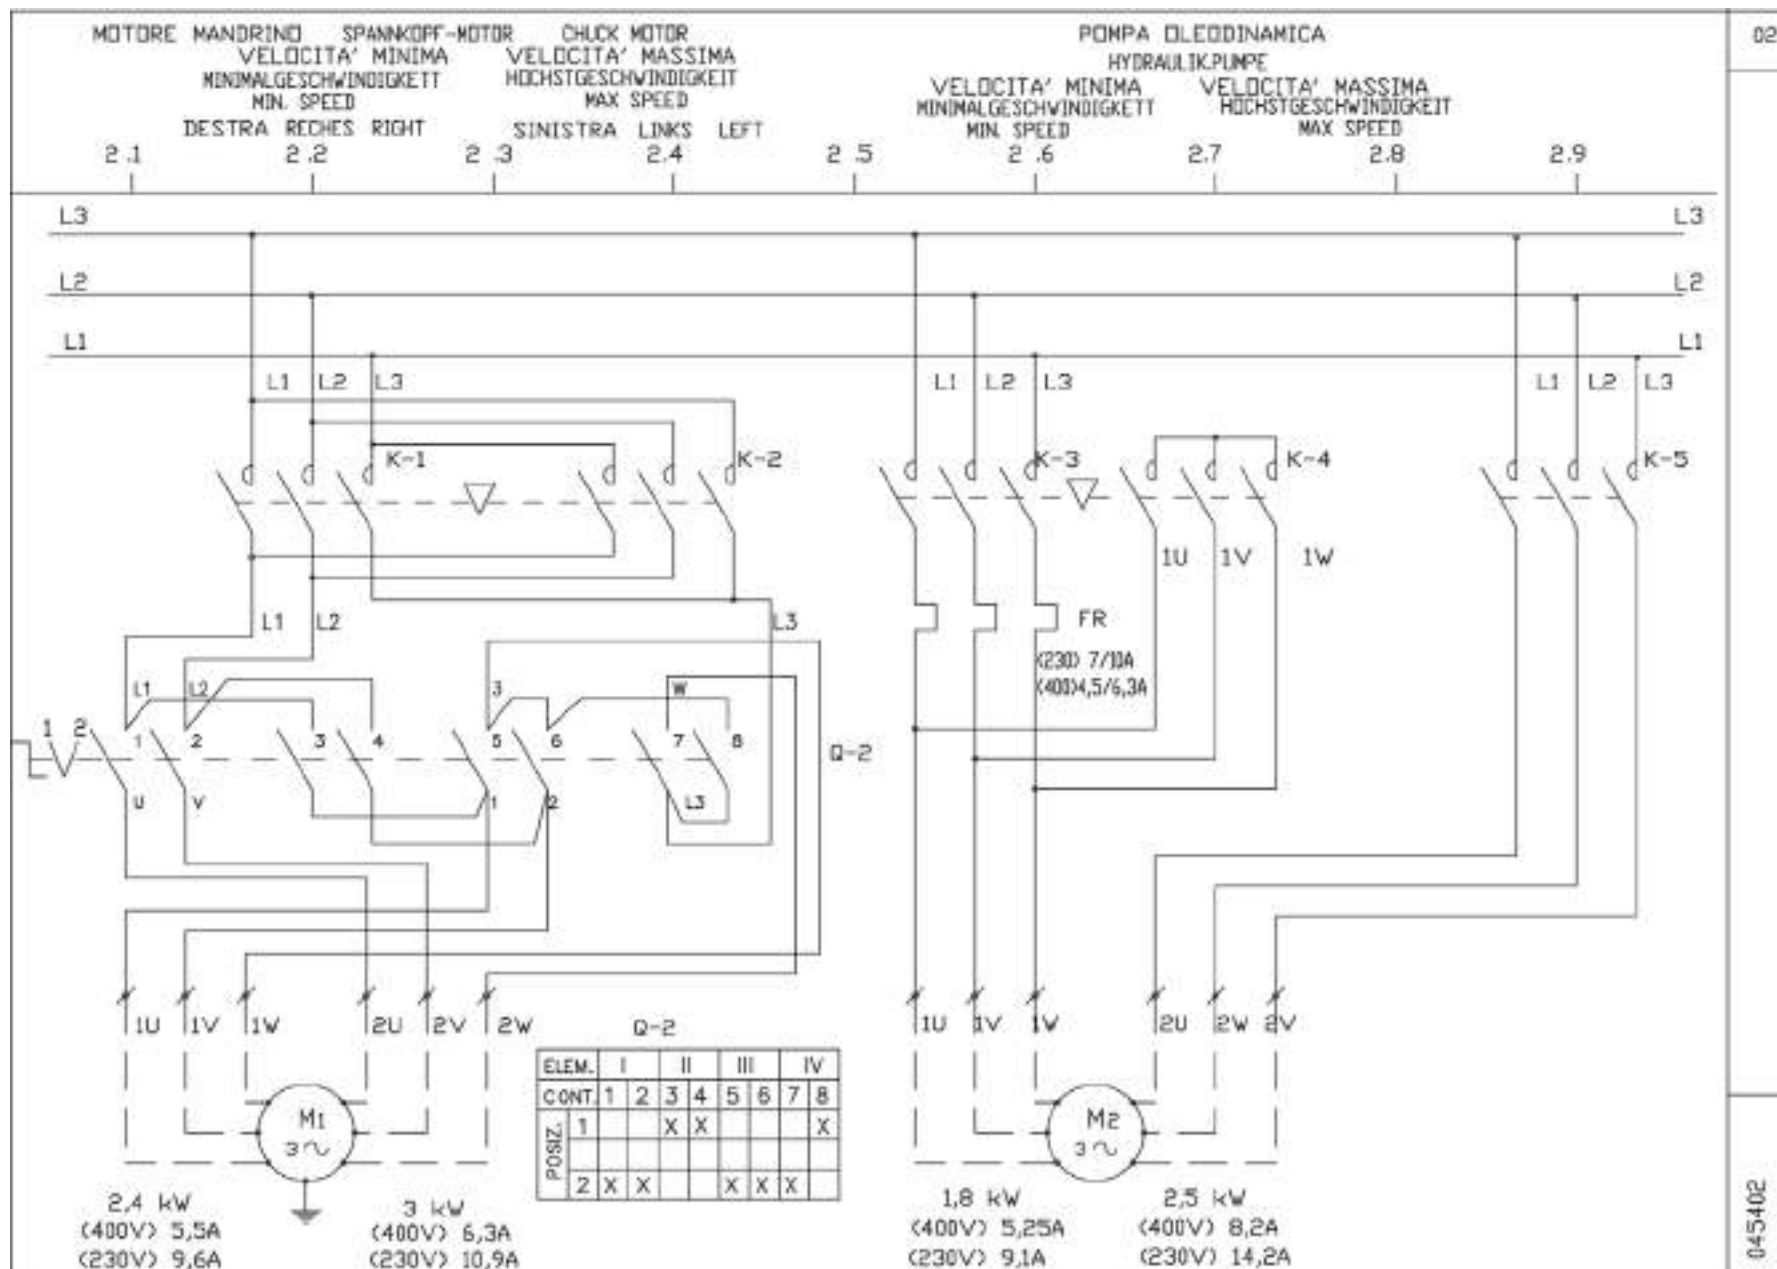 MOTORE MANDRINO SPANNKOPF-MOTOR CHUCK MOTOR
VELOCITA' MINIMA VELOCITA' MASSIMA
MINIMALGESCHWINDIGKETT HOCHSTGESCHWINDIGKEIT
MIN. SPEED MAX SPEED
DESTRA RECHES RIGHT SINISTRA LINKS LEFT
POMPA OLEODINAMICA
HYDRAULIK.PUMPE
VELOCITA' MINIMA VELOCITA' MASSIMA
MINIMALGESCHWINDIGKETT HOCHSTGESCHWINDIGKEIT
MIN. SPEED MAX SPEED
02
2 .1 2 .2 2 .3 2.4 2 .5 2 .6 2.7 2.8 2.9
L3 L3
L2 L2
L1 L1
L1 L2 L3 L1 L2 L3 L1 L2 L3
K-1 K-2 K-3 K-4 K-5
1U 1V 1W
L1 L2 L3 FR
(230) 7/10A
(400)4,5/6,3A
L1 L2 3 W
1 2 1 2 3 4 5 6 7 8 Q-2
U V 1 2 L3
1U 1V 1W 2U 2V 2W 1U 1V 1W 2U 2W 2V
Q-2
ELEM. I II III IV
CONT. 1 2 3 4 5 6 7 8
POSIZ.
1 X X X
2 X X X X X
M1
3~
M2
3~
2,4 kW
(400V) 5,5A
(230V) 9,6A
3 kW
(400V) 6,3A
(230V) 10,9A
1,8 kW
(400V) 5,25A
(230V) 9,1A
2,5 kW
(400V) 8,2A
(230V) 14,2A
045402